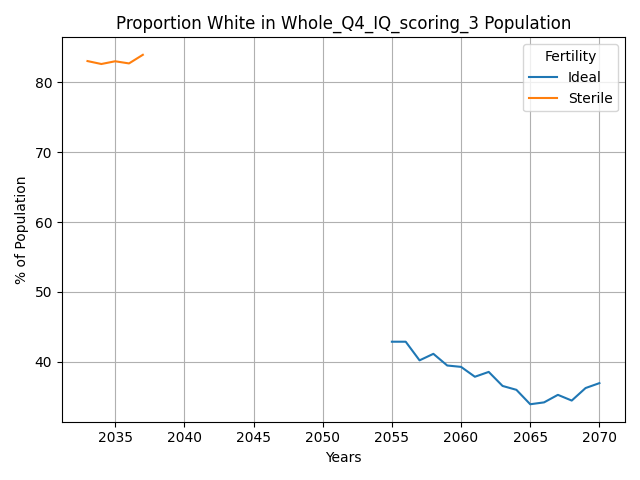 Proportion White in Whole_Q4_IQ_scoring_3 Population
Fertility
Ideal
Sterile
% of Population
80
70
60
50
40
2035 2040 2045 2050 2055 2060 2065 2070
Years